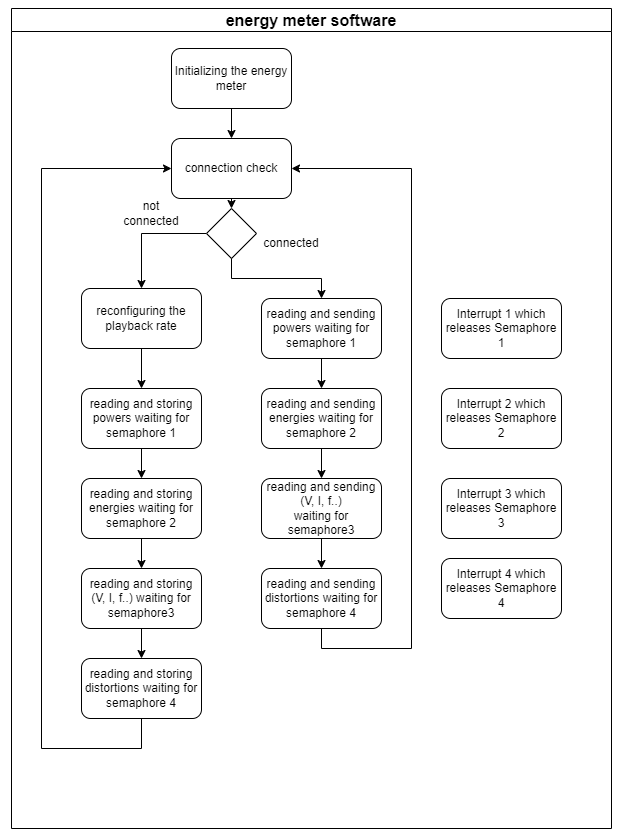 energy meter software
Initializing the energy
meter
connection check
not
connected
connected
reconfiguring the
playback rate
reading and storing
powers waiting for
semaphore 1
reading and storing
energies waiting for
semaphore 2
reading and storing
(V, I, f..) waiting for
semaphore3
reading and storing
distortions waiting for
semaphore 4
reading and sending
powers waiting for
semaphore 1
reading and sending
energies waiting for
semaphore 2
reading and sending
(V, I, f..)
waiting for
semaphore3
reading and sending
distortions waiting for
semaphore 4
Interrupt 1 which
releases Semaphore
1
Interrupt 2 which
releases Semaphore
2
Interrupt 3 which
releases Semaphore
3
Interrupt 4 which
releases Semaphore
4